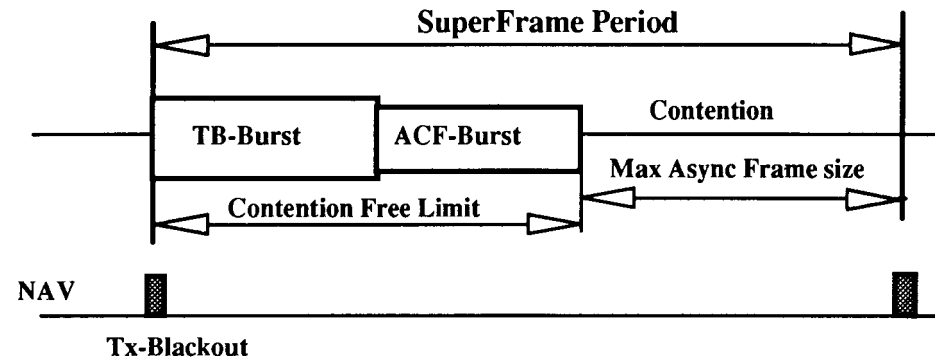 SuperFrame Period
Contention
TB-Burst
ACF-Burst
Max Async Frame size
Contention Free Limit
NAV
Tx-Blackout